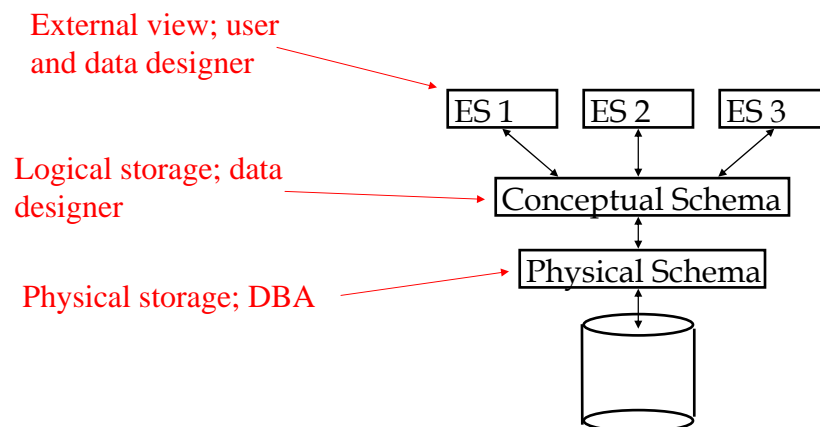 External view; user
and data designer
ES 1
ES 2
ES 3
Logical storage; data
designer
Conceptual Schema
Physical Schema
Physical storage; DBA